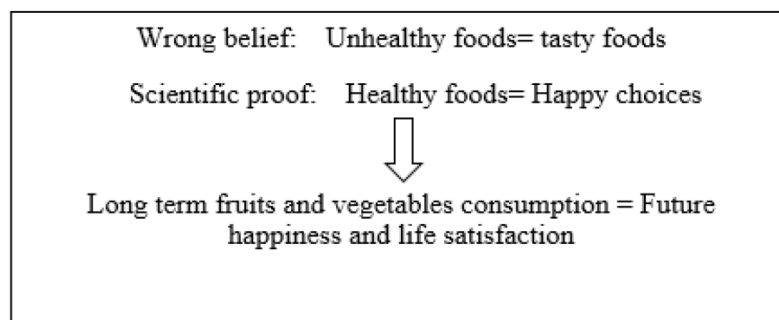 Wrong belief: Unhealthy foods= tasty foods
Scientific proof: Healthy foods= Happy choices
Long term fruits and vegetables consumption = Future
happiness and life satisfaction